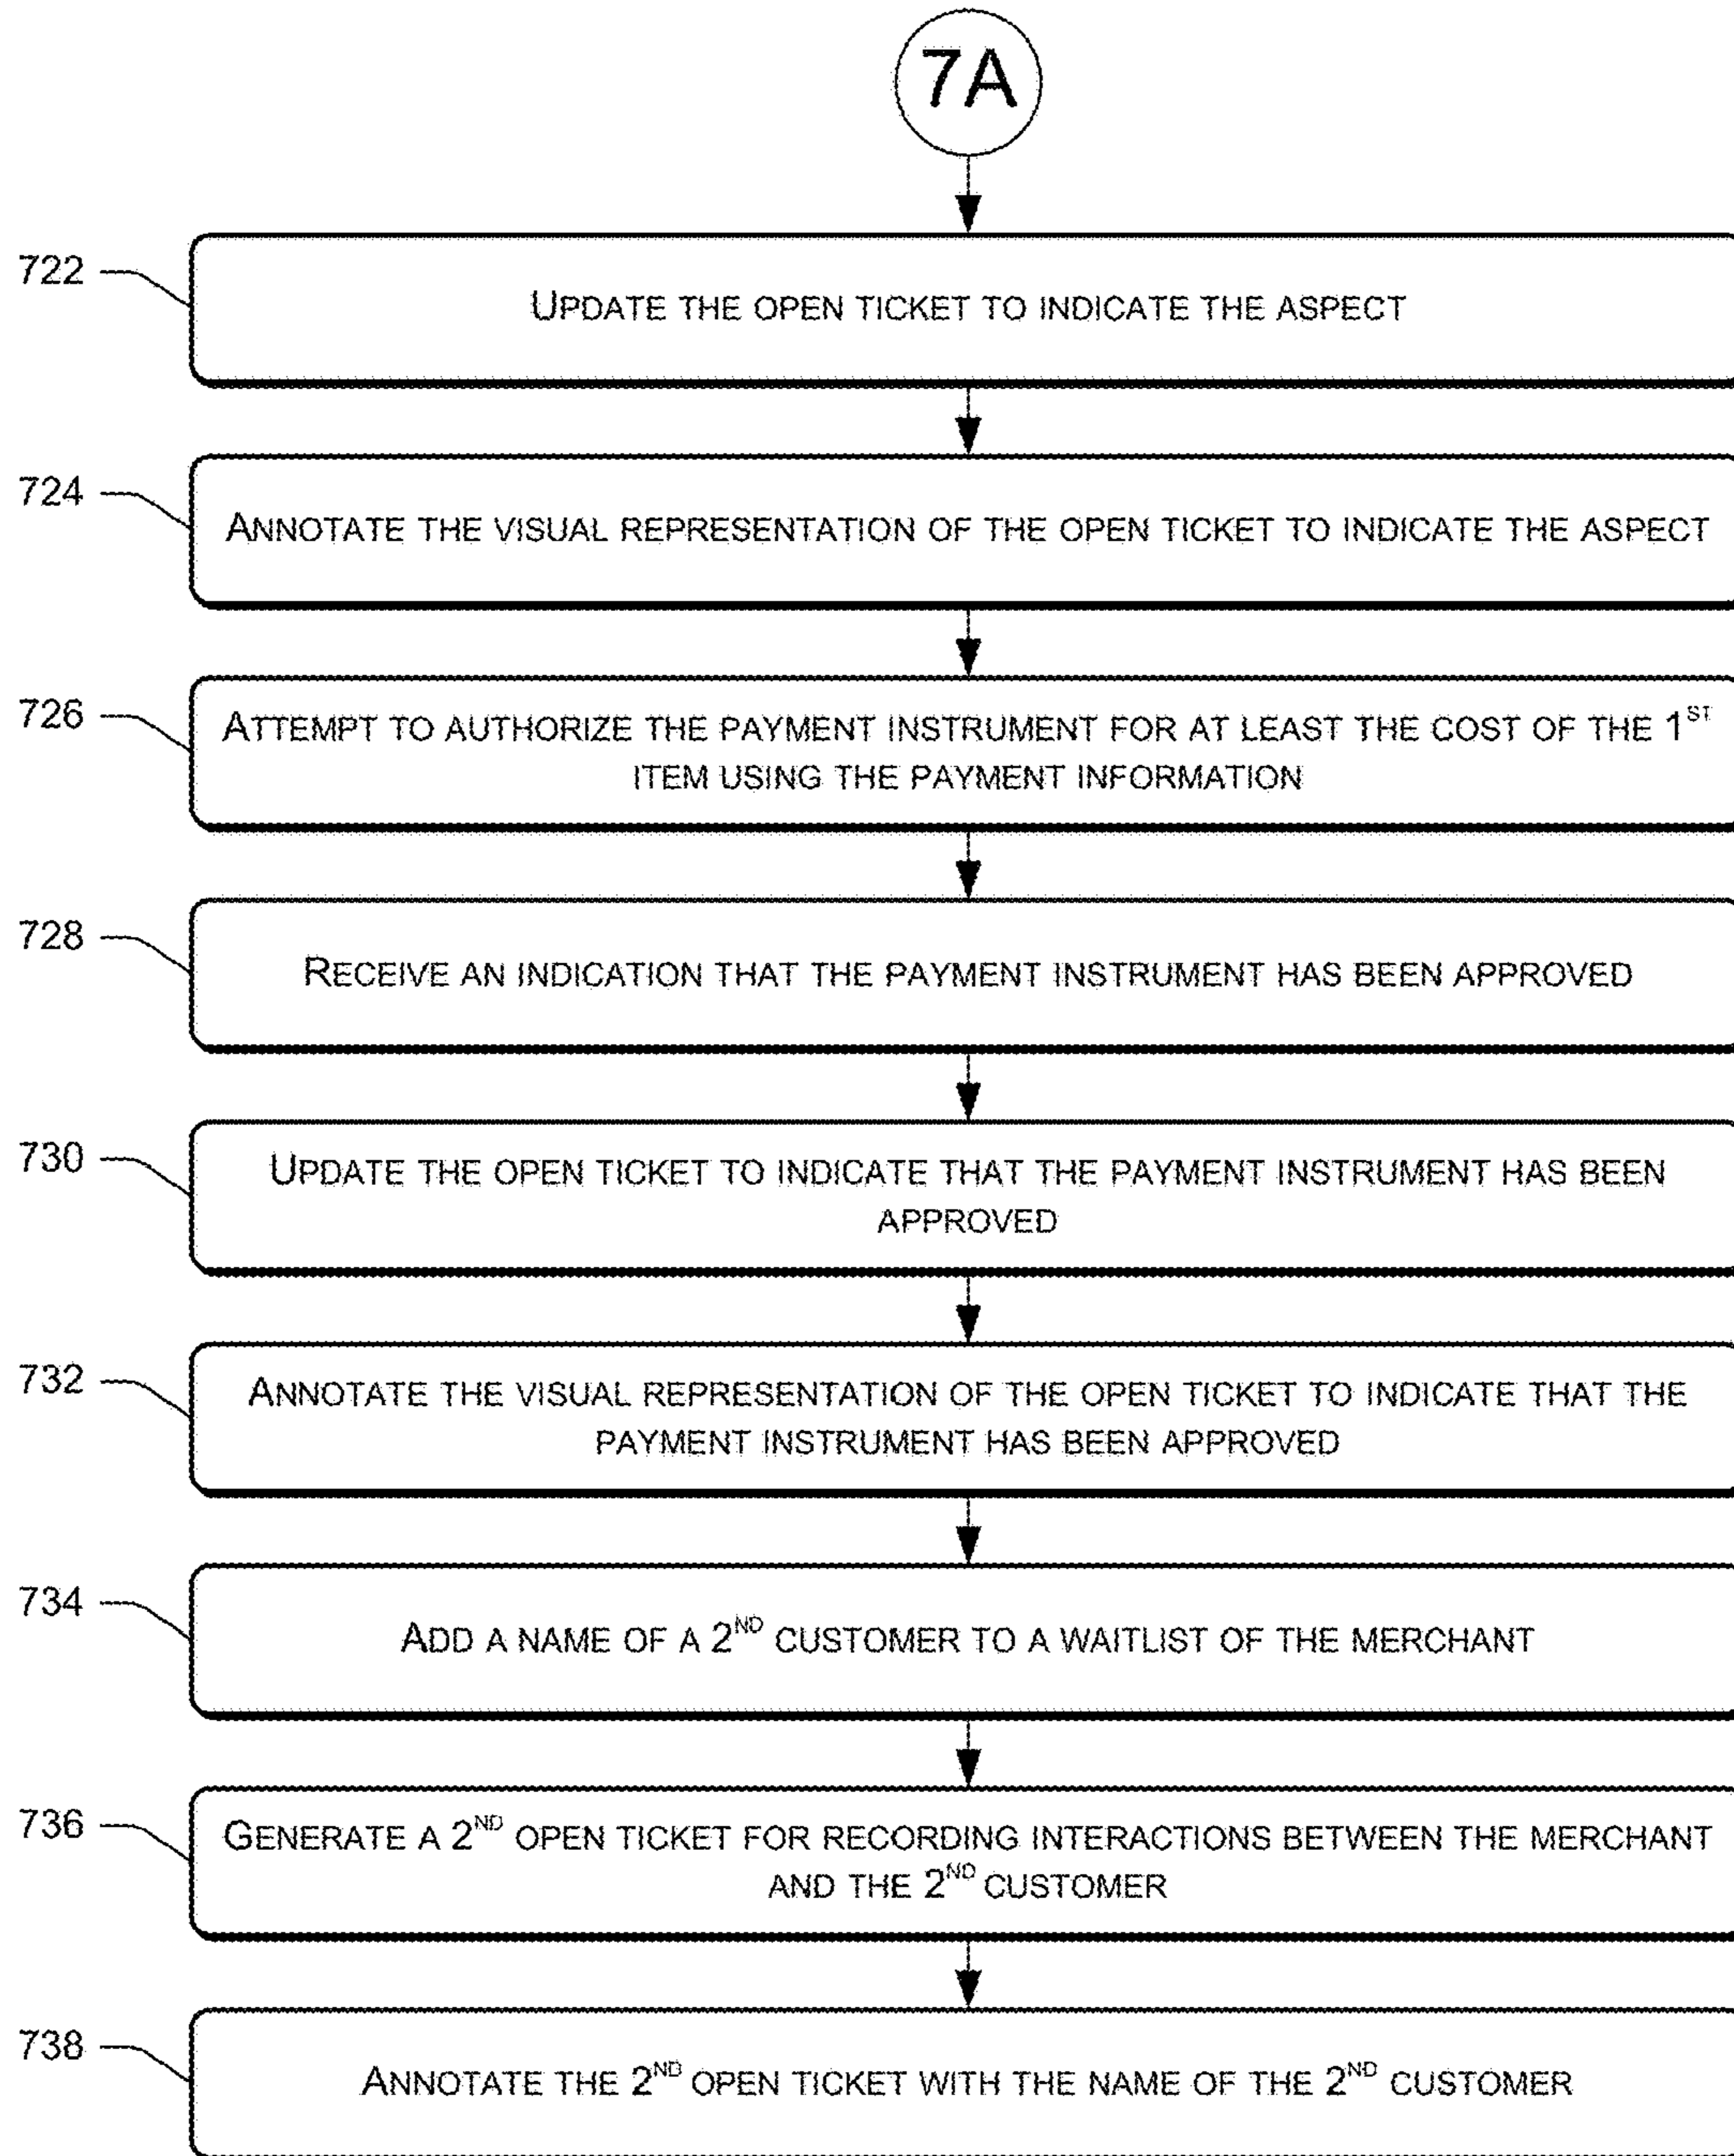 7A
722
UPDATE THE OPEN TICKET TO INDICATE THE ASPECT
724
ANNOTATE THE VISUAL REPRESENTATION OF THE OPEN TICKET TO INDICATE THE ASPECT
726
ATTEMPT TO AUTHORIZE THE PAYMENT INSTRUMENT FOR AT LEAST THE COST OF THE 1ST
ITEM USING THE PAYMENT INFORMATION
728
RECEIVE AN INDICATION THAT THE PAYMENT INSTRUMENT HAS BEEN APPROVED
730
UPDATE THE OPEN TICKET TO INDICATE THAT THE PAYMENT INSTRUMENT HAS BEEN
APPROVED
732
ANNOTATE THE VISUAL REPRESENTATION OF THE OPEN TICKET TO INDICATE THAT THE
PAYMENT INSTRUMENT HAS BEEN APPROVED
734
ADD A NAME OF A 2ND CUSTOMER TO A WAITLIST OF THE MERCHANT
736
GENERATE A 2ND OPEN TICKET FOR RECORDING INTERACTIONS BETWEEN THE MERCHANT
AND THE 2ND CUSTOMER
738
ANNOTATE THE 2ND OPEN TICKET WITH THE NAME OF THE 2ND CUSTOMER